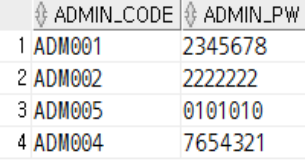 ADMIN_CODE ADMIN_PW
1 ADM001 2345678
2 ADM002 2222222
3 ADM005 0101010
4 ADM004 7654321